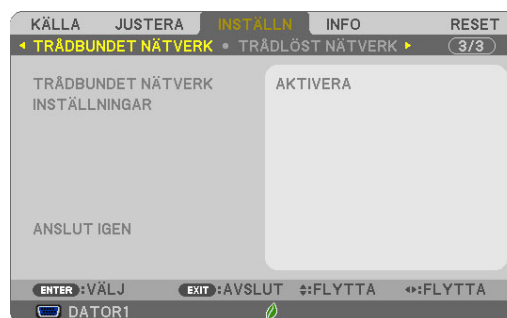 KÄLLA JUSTERA INSTÄLLN INFO RESET
TRÅDBUNDET NÄTVERK • TRÅDLÖST NÄTVERK 3/3
TRÅDBUNDET NÄTVERK AKTIVERA
INSTÄLLNINGAR
ANSLUT IGEN
ENTER :VÄLJ EXIT :AVSLUT :FLYTTA :FLYTTA
DATOR1